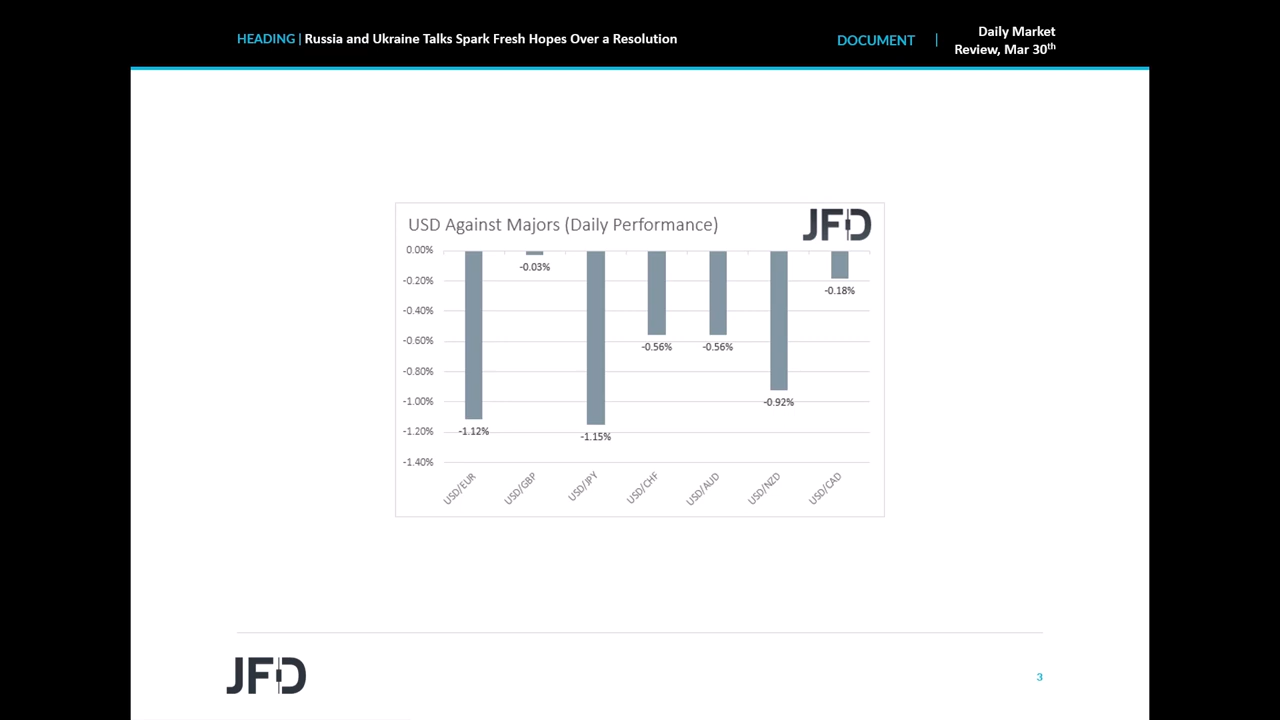 HEADING | Russia and Ukraine Talks Spark Fresh Hopes Over a Resolution
DOCUMENT |
Daily Market
Review, Mar 30th
USD Against Majors (Daily Performance)
JFD
0.00%
-0.20%
-0.40%
-0.60%
-0.80%
-1.00%
-1.20%
-1.40%
-1.12%
-0.03%
-1.15%
-0.56%
-0.56%
-0.92%
-0.18%
USD/EUR
USD/GBP
USD/JPY
USD/CHF
USD/AUD
USD/NZD
USD/CAD
JFD
3